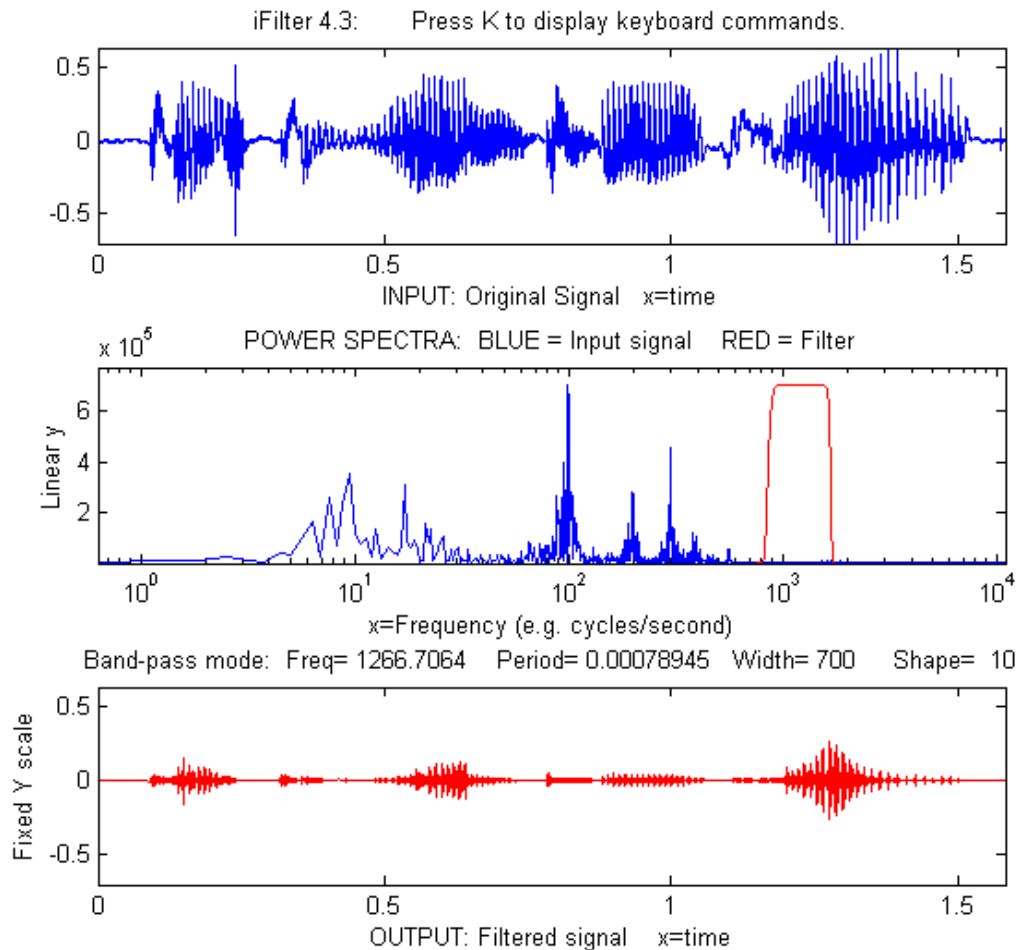 iFilter 4.3: Press K to display keyboard commands.
0.5
0
-0.5
0 0.5 1 1.5
INPUT: Original Signal x=time
x 10^5 POWER SPECTRA: BLUE = Input signal RED = Filter
6
4
2
Linear y
10^0 10^1 10^2 10^3 10^4
x=Frequency (e.g. cycles/second)
Band-pass mode: Freq= 1266.7064 Period= 0.00078945 Width= 700 Shape= 10
0.5
0
-0.5
Fixed Y scale
0 0.5 1 1.5
OUTPUT: Filtered signal x=time